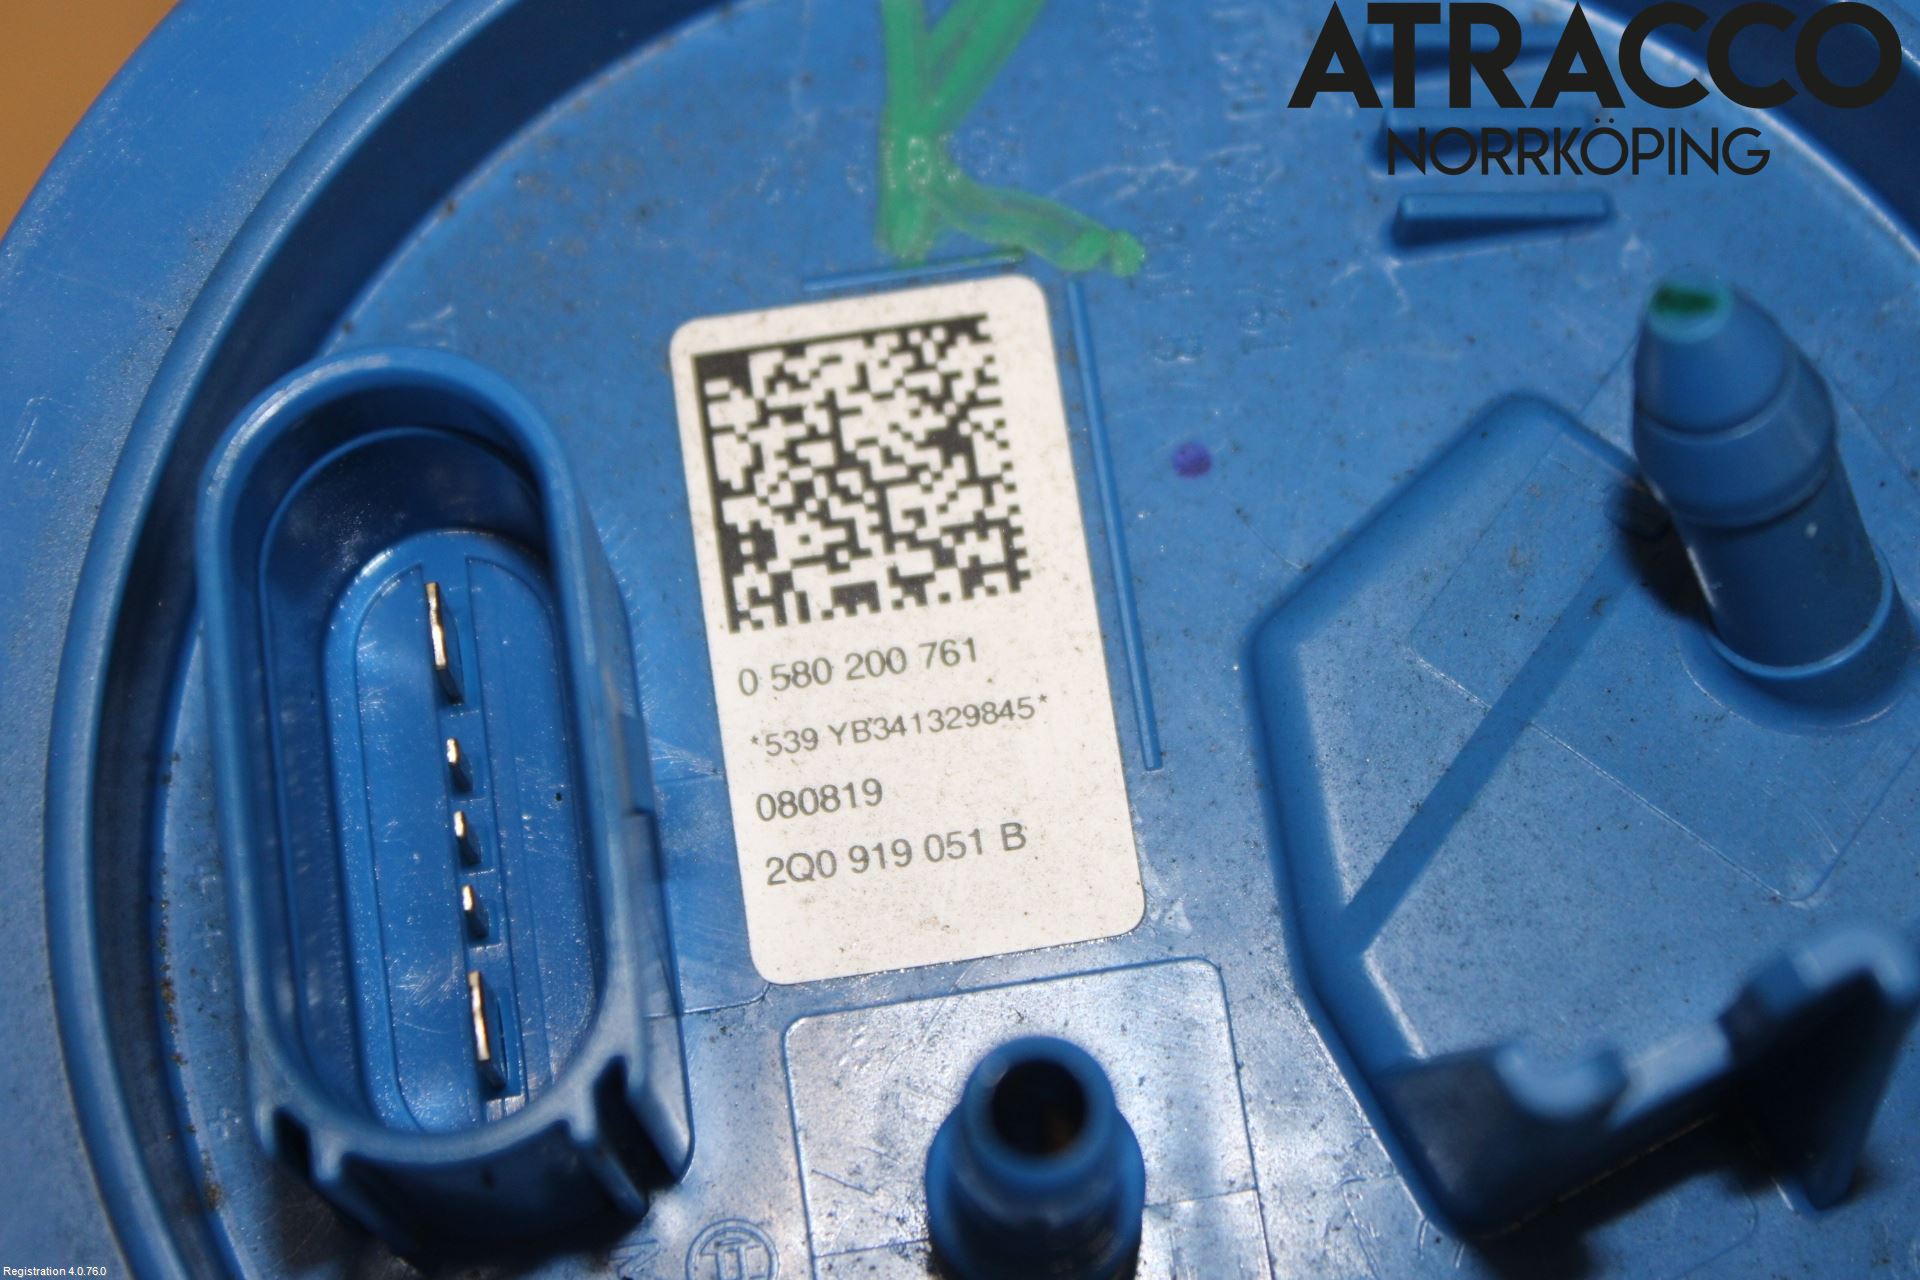 ATRACCO
NORRKÖPING
0 580 200 761
*539 YB341329845*
080819
2Q0 919 051 B
Registration 4.0.76.0